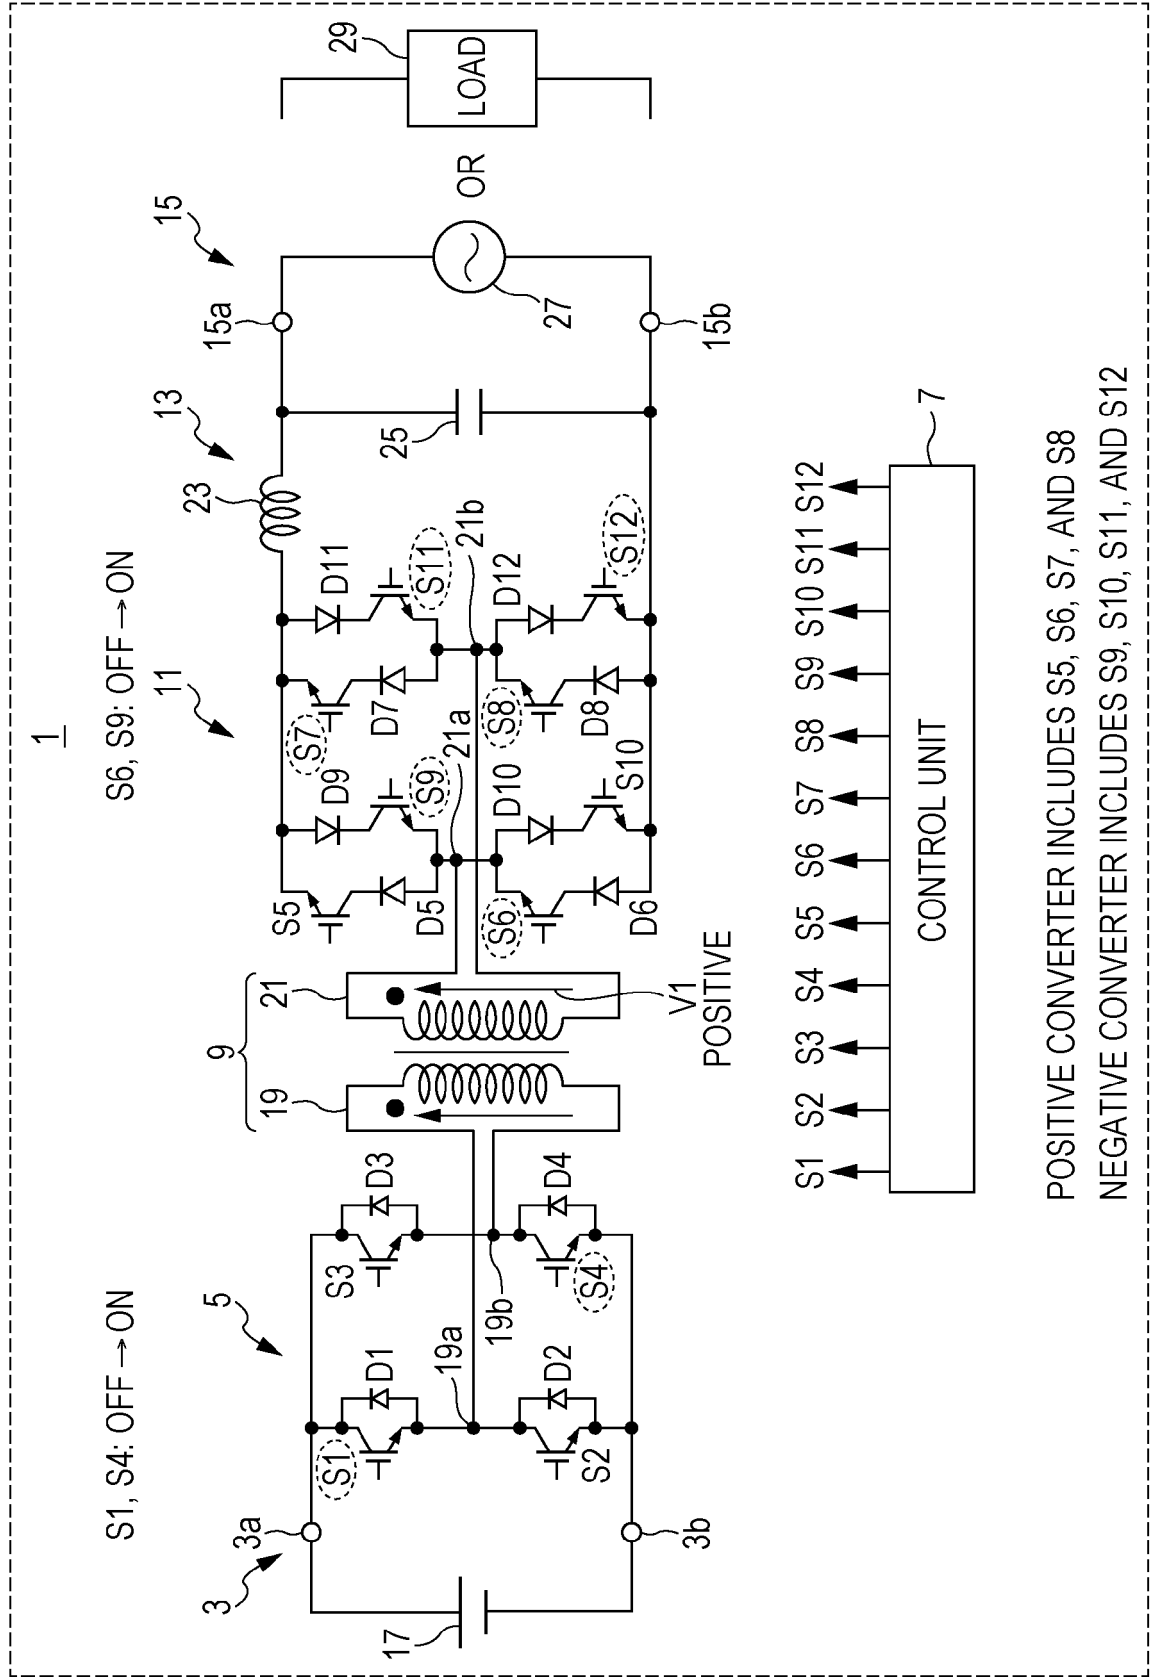 1
S1, S4: OFF → ON
S6, S9: OFF → ON
3
3a
3b
17
5
S1
D1
S2
D2
S3
D3
S4
D4
19a
19b
9
19
21
V1
POSITIVE
11
S5
D5
S6
D6
S7
D7
S8
D8
D9
S9
D10
S10
D11
S11
D12
S12
21a
21b
13
23
25
15
15a
15b
27
OR
29
LOAD
S1 S2 S3 S4 S5 S6 S7 S8 S9 S10 S11 S12
CONTROL UNIT
7
POSITIVE CONVERTER INCLUDES S5, S6, S7, AND S8
NEGATIVE CONVERTER INCLUDES S9, S10, S11, AND S12